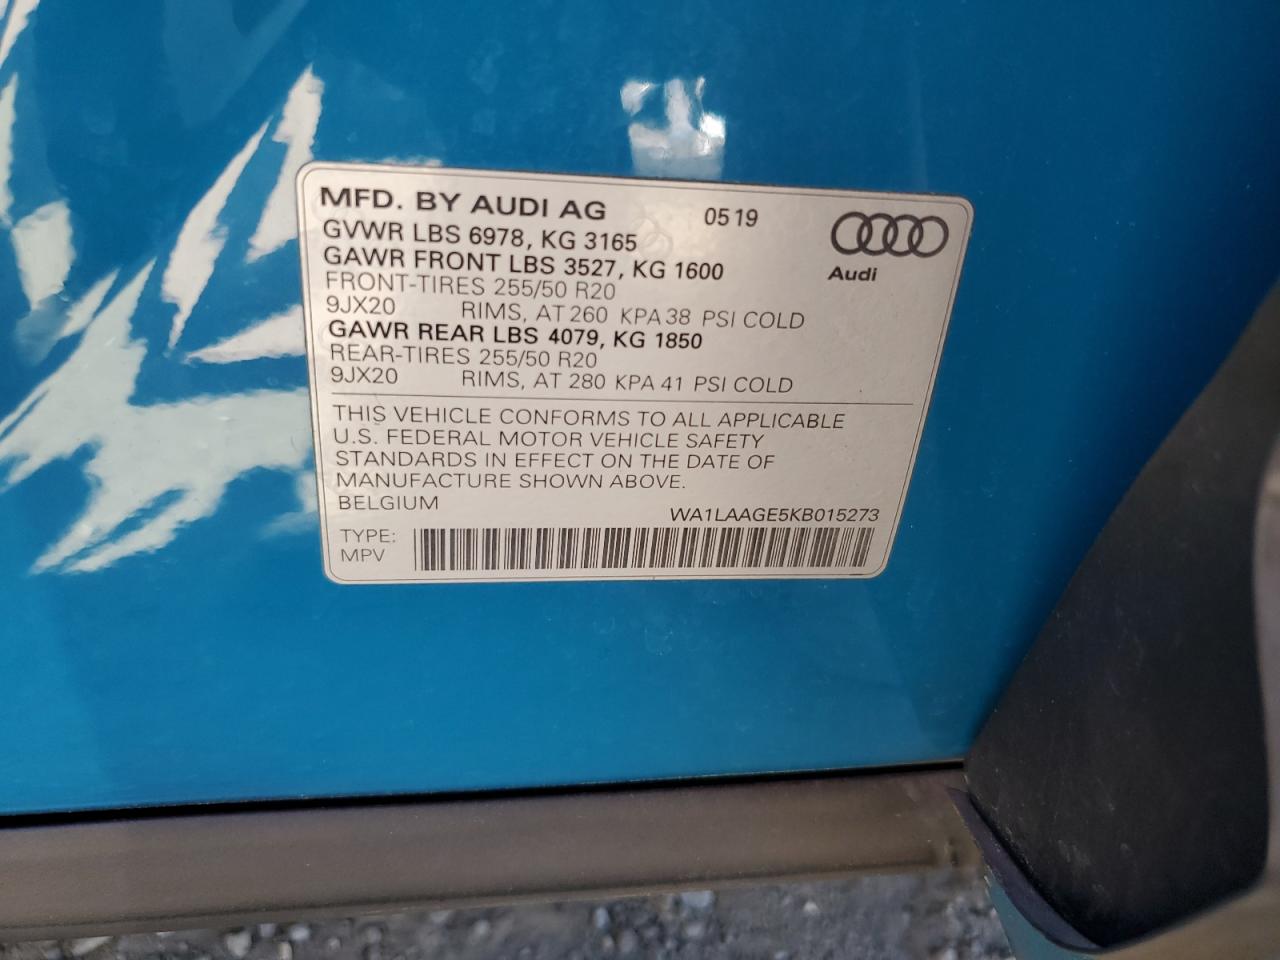 MFD. BY AUDI AG 0519
GVWR LBS 6978, KG 3165
GAWR FRONT LBS 3527, KG 1600
Audi
FRONT-TIRES 255/50 R20
9JX20 RIMS, AT 260 KPA 38 PSI COLD
GAWR REAR LBS 4079, KG 1850
REAR-TIRES 255/50 R20
9JX20 RIMS, AT 280 KPA 41 PSI COLD
THIS VEHICLE CONFORMS TO ALL APPLICABLE
U.S. FEDERAL MOTOR VEHICLE SAFETY
STANDARDS IN EFFECT ON THE DATE OF
MANUFACTURE SHOWN ABOVE.
BELGIUM WA1LAAGE5KB015273
TYPE:
MPV